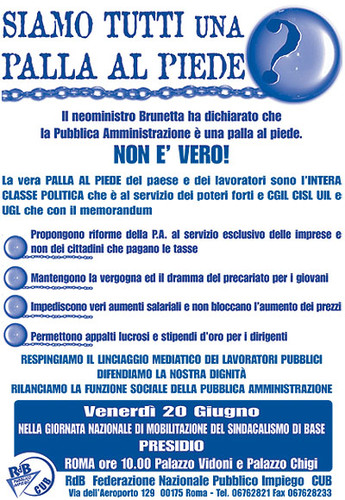 SIAMO TUTTI UNA
PALLA AL PIEDE
?
Il neoministro Brunetta ha dichiarato che
la Pubblica Amministrazione è una palla al piede.
NON E' VERO!
La vera PALLA AL PIEDE del paese e dei lavoratori sono l'INTERA
CLASSE POLITICA che è al servizio dei poteri forti e CGIL CISL UIL e
UGL che con il memorandum
Propongono riforme della P.A. al servizio esclusivo delle imprese e
non dei cittadini che pagano le tasse
Mantengono la vergogna ed il dramma del precariato per i giovani
Impediscono veri aumenti salariali e non bloccano l'aumento dei prezzi
Permettono appalti lucrosi e stipendi d'oro per i dirigenti
RESPINGIAMO IL LINCIAGGIO MEDIATICO DEI LAVORATORI PUBBLICI
DIFENDIAMO LA NOSTRA DIGNITÀ
RILANCIAMO LA FUNZIONE SOCIALE DELLA PUBBLICA AMMINISTRAZIONE
Venerdì 20 Giugno
NELLA GIORNATA NAZIONALE DI MOBILITAZIONE DEL SINDACALISMO DI BASE
PRESIDIO
ROMA ore 10.00 Palazzo Vidoni e Palazzo Chigi
RdB
PUBBLICO IMPIEGO
CUB
RdB Federazione Nazionale Pubblico Impiego CUB
Via dell'Aeroporto 129 00175 Roma - Tel. 06762821 Fax 067628233